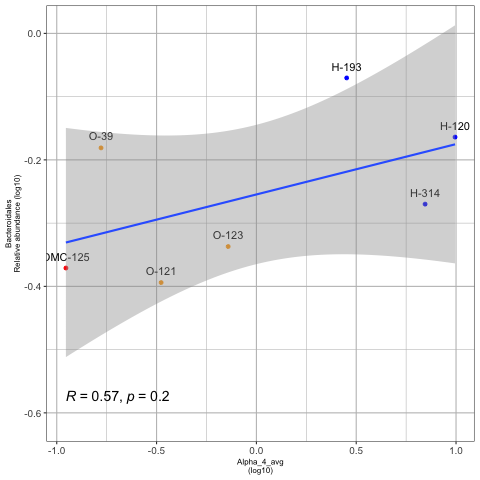 0.0
-0.2
-0.4
-0.6
Bacteroidales
Relative abundance (log10)
H-193
O-39
H-120
H-314
O-123
OMC-125
O-121
R = 0.57, p = 0.2
-1.0 -0.5 0.0 0.5 1.0
Alpha_4_avg
(log10)